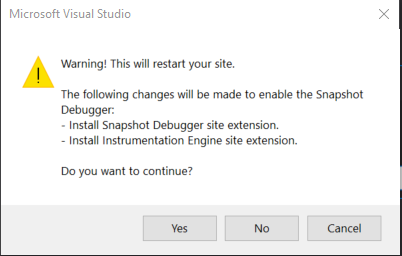 Microsoft Visual Studio
Warning! This will restart your site.
The following changes will be made to enable the Snapshot
Debugger:
- Install Snapshot Debugger site extension.
- Install Instrumentation Engine site extension.
Do you want to continue?
Yes
No
Cancel